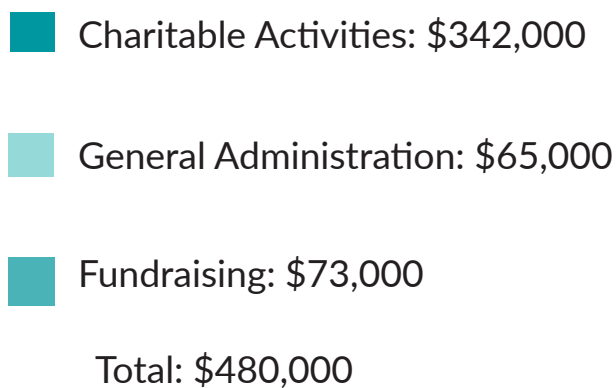 Charitable Activities: $342,000
General Administration: $65,000
Fundraising: $73,000
Total: $480,000